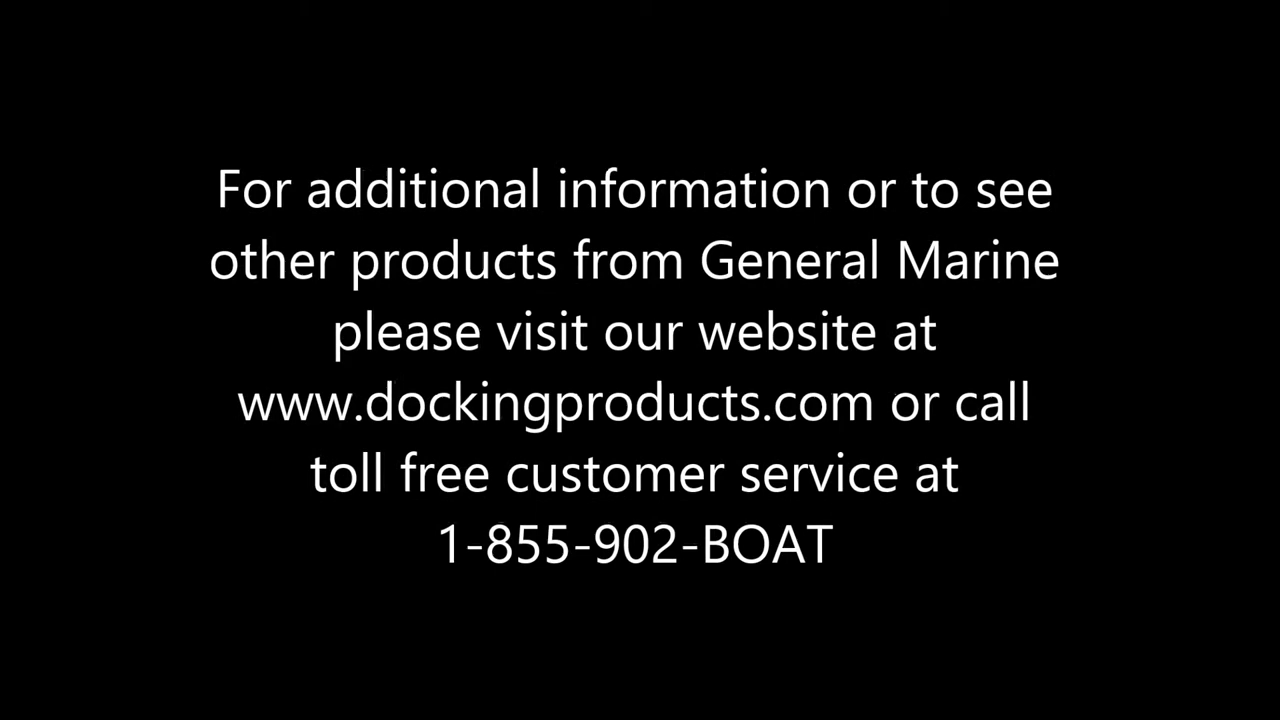 For additional information or to see
other products from General Marine
please visit our website at
www.dockingproducts.com or call
toll free customer service at
1-855-902-BOAT